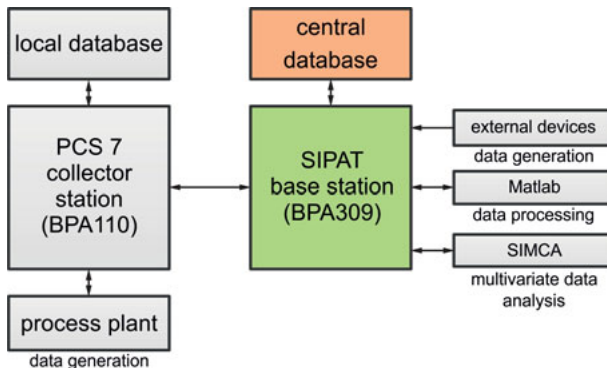 local database
central
database
PCS 7
collector
station
(BPA110)
SIPAT
base station
(BPA309)
external devices
data generation
Matlab
data processing
SIMCA
multivariate data
analysis
process plant
data generation